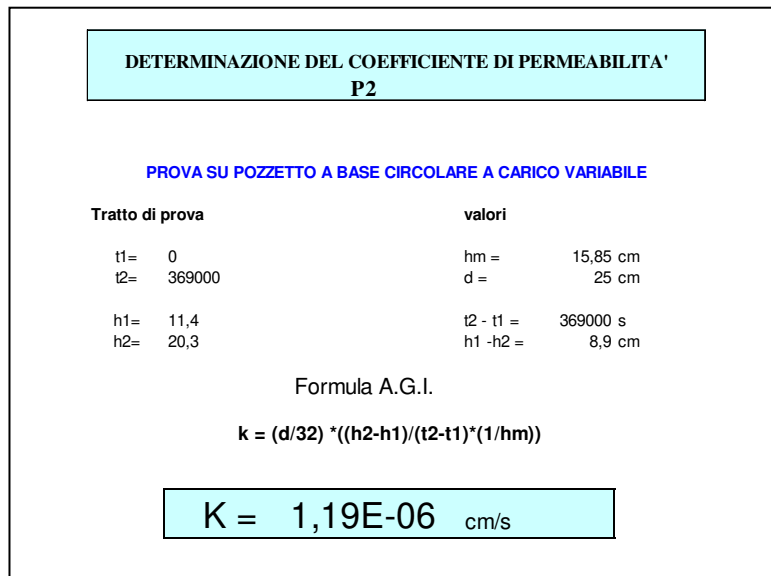 DETERMINAZIONE DEL COEFFICIENTE DI PERMEABILITA'
P2
PROVA SU POZZETTO A BASE CIRCOLARE A CARICO VARIABILE
Tratto di prova valori
t1= 0 hm = 15,85 cm
t2= 369000 d = 25 cm
h1= 11,4 t2 - t1 = 369000 s
h2= 20,3 h1 -h2 = 8,9 cm
Formula A.G.I.
k = (d/32) *((h2-h1)/(t2-t1)*(1/hm))
K = 1,19E-06 cm/s